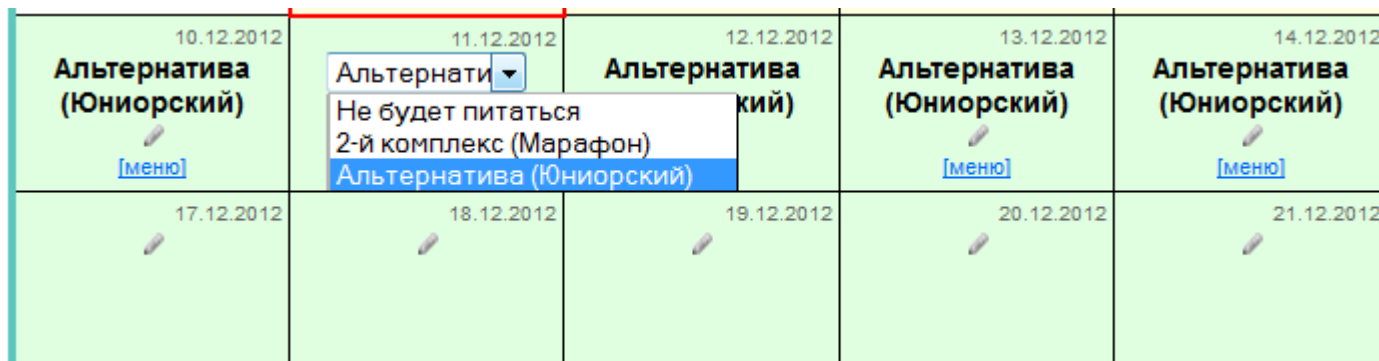 10.12.2012
Альтернатива
(Юниорский)
[меню]
11.12.2012
Альтернати
Не будет питаться
2-й комплекс (Марафон)
Альтернатива (Юниорский)
12.12.2012
Альтернатива
кий)
13.12.2012
Альтернатива
(Юниорский)
[меню]
14.12.2012
Альтернатива
(Юниорский)
[меню]
17.12.2012
18.12.2012
19.12.2012
20.12.2012
21.12.2012